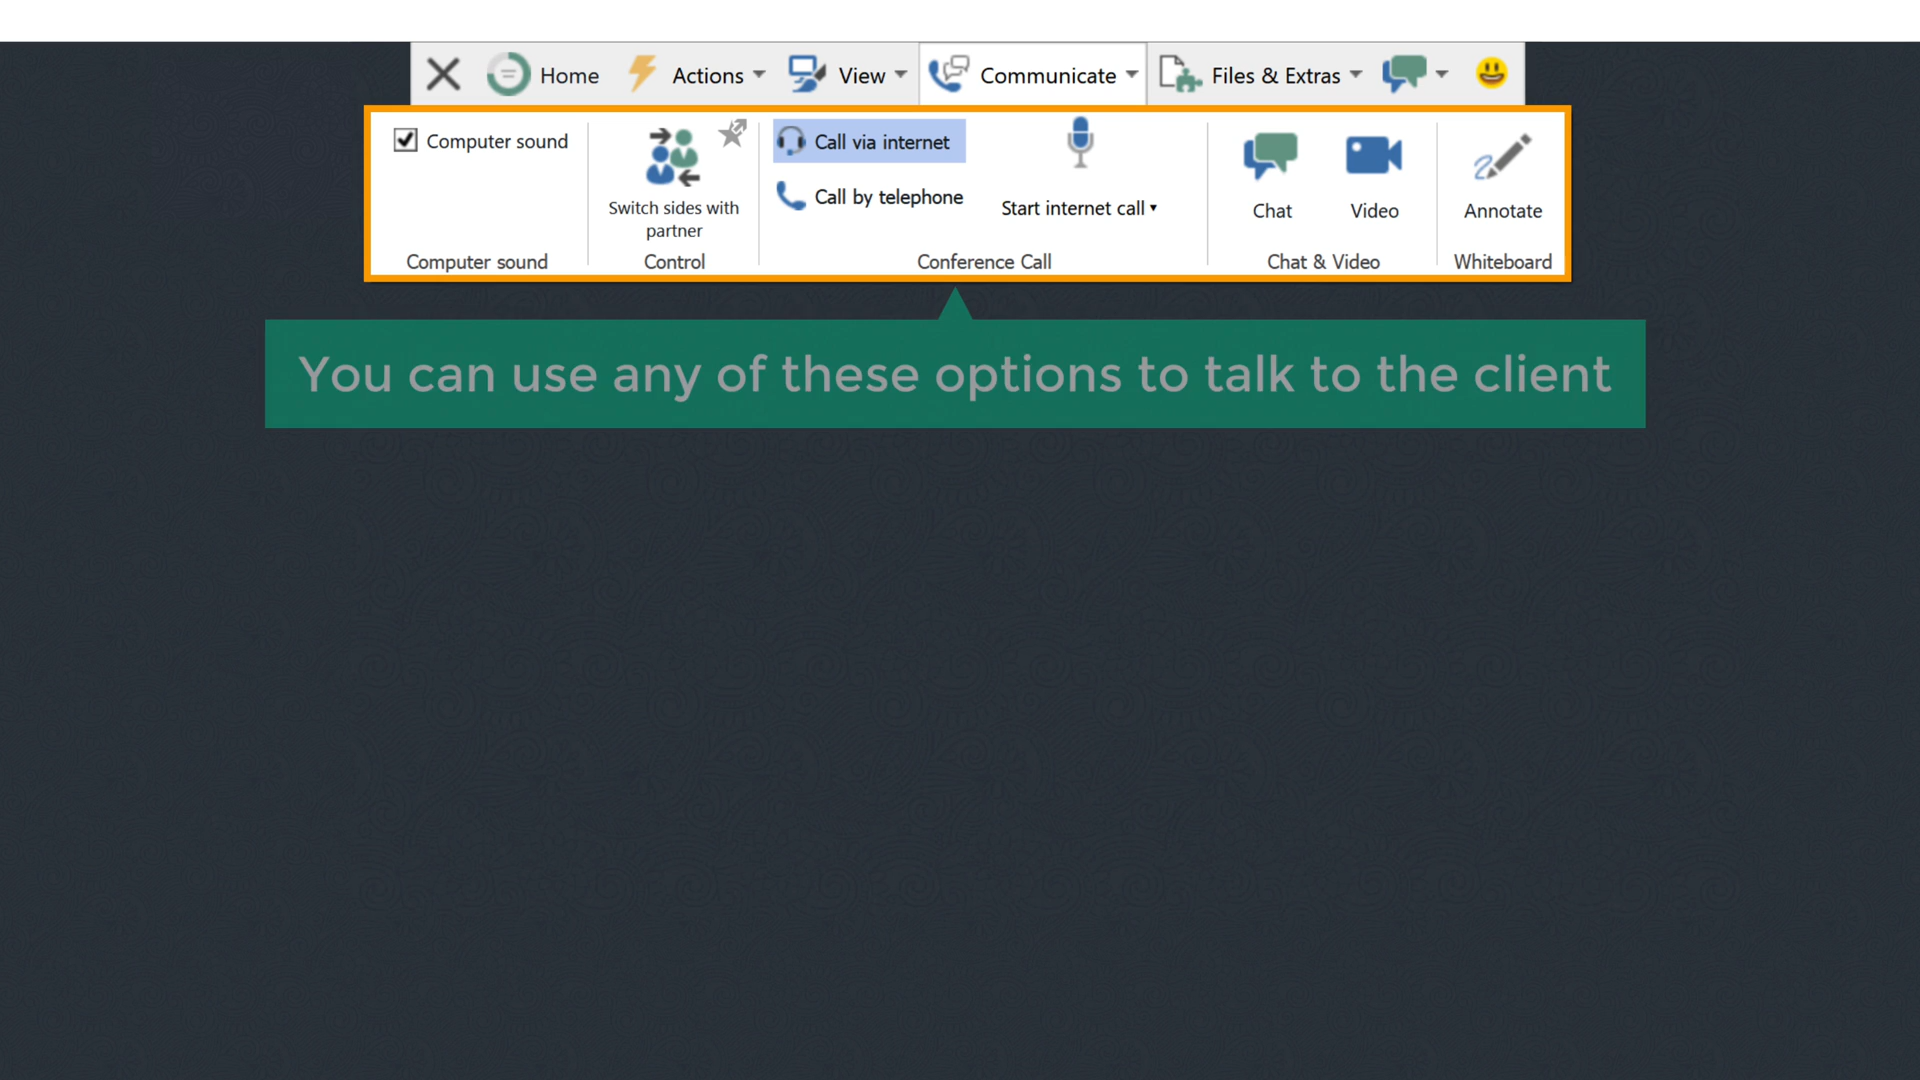 Home
Actions
View
Communicate
Files & Extras
Computer sound
Switch sides with
partner
Call via internet
Call by telephone
Start internet call
Chat
Video
Annotate
Computer sound
Control
Conference Call
Chat & Video
Whiteboard
You can use any of these options to talk to the client